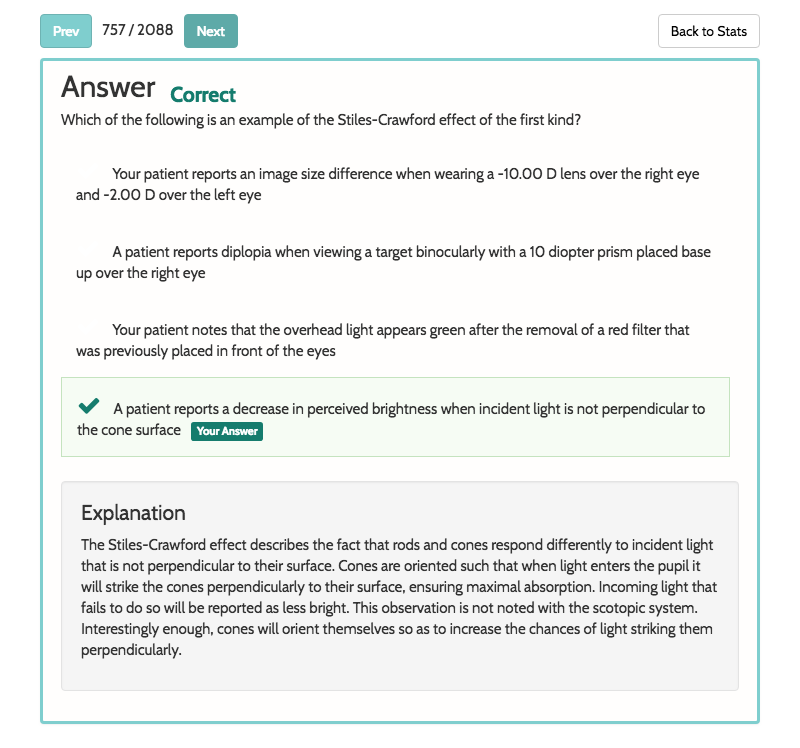 Prev 757 / 2088 Next Back to Stats
Answer Correct
Which of the following is an example of the Stiles-Crawford effect of the first kind?
Your patient reports an image size difference when wearing a -10.00 D lens over the right eye
and -2.00 D over the left eye
A patient reports diplopia when viewing a target binocularly with a 10 diopter prism placed base
up over the right eye
Your patient notes that the overhead light appears green after the removal of a red filter that
was previously placed in front of the eyes
A patient reports a decrease in perceived brightness when incident light is not perpendicular to
the cone surface Your Answer
Explanation
The Stiles-Crawford effect describes the fact that rods and cones respond differently to incident light
that is not perpendicular to their surface. Cones are oriented such that when light enters the pupil it
will strike the cones perpendicularly to their surface, ensuring maximal absorption. Incoming light that
fails to do so will be reported as less bright. This observation is not noted with the scotopic system.
Interestingly enough, cones will orient themselves so as to increase the chances of light striking them
perpendicularly.